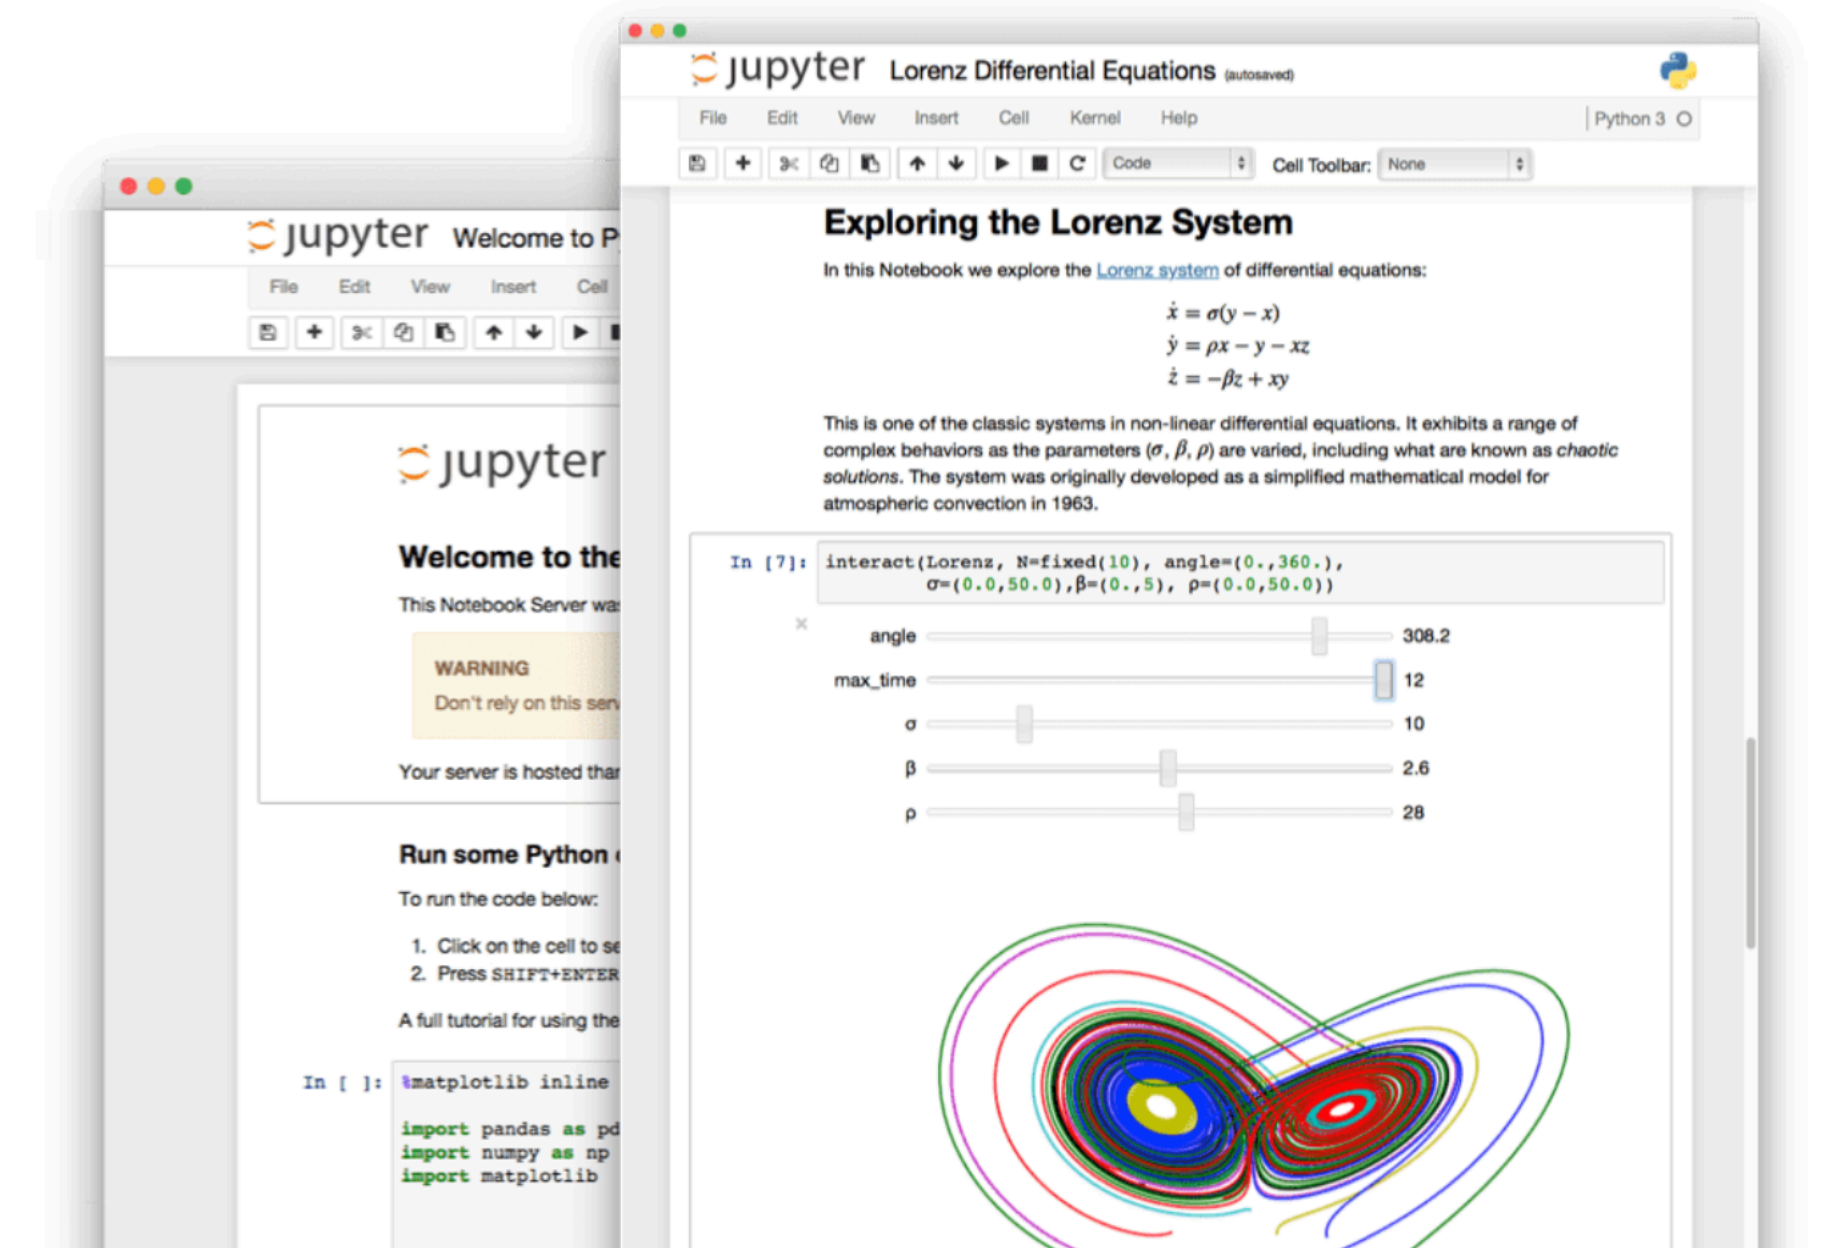 jupyter Lorenz Differential Equations (autosaved)
File Edit View Insert Cell Kernel Help Python 3
Code Cell Toolbar: None
Exploring the Lorenz System
In this Notebook we explore the Lorenz system of differential equations:
ẋ = σ(y − x)
ẏ = ρx − y − xz
ż = −βz + xy
This is one of the classic systems in non-linear differential equations. It exhibits a range of
complex behaviors as the parameters (σ, β, ρ) are varied, including what are known as chaotic
solutions. The system was originally developed as a simplified mathematical model for
atmospheric convection in 1963.
In [7]: interact(Lorenz, N=fixed(10), angle=(0.,360.),
σ=(0.0,50.0),β=(0.,5), ρ=(0.0,50.0))
angle 308.2
max_time 12
σ 10
β 2.6
ρ 28
jupyter Welcome to P
File Edit View Insert Cell
jupyter
Welcome to the
This Notebook Server was
WARNING
Don't rely on this serv
Your server is hosted than
Run some Python
To run the code below:
1. Click on the cell to se
2. Press SHIFT+ENTER
A full tutorial for using the
In [ ]: %matplotlib inline
import pandas as pd
import numpy as np
import matplotlib